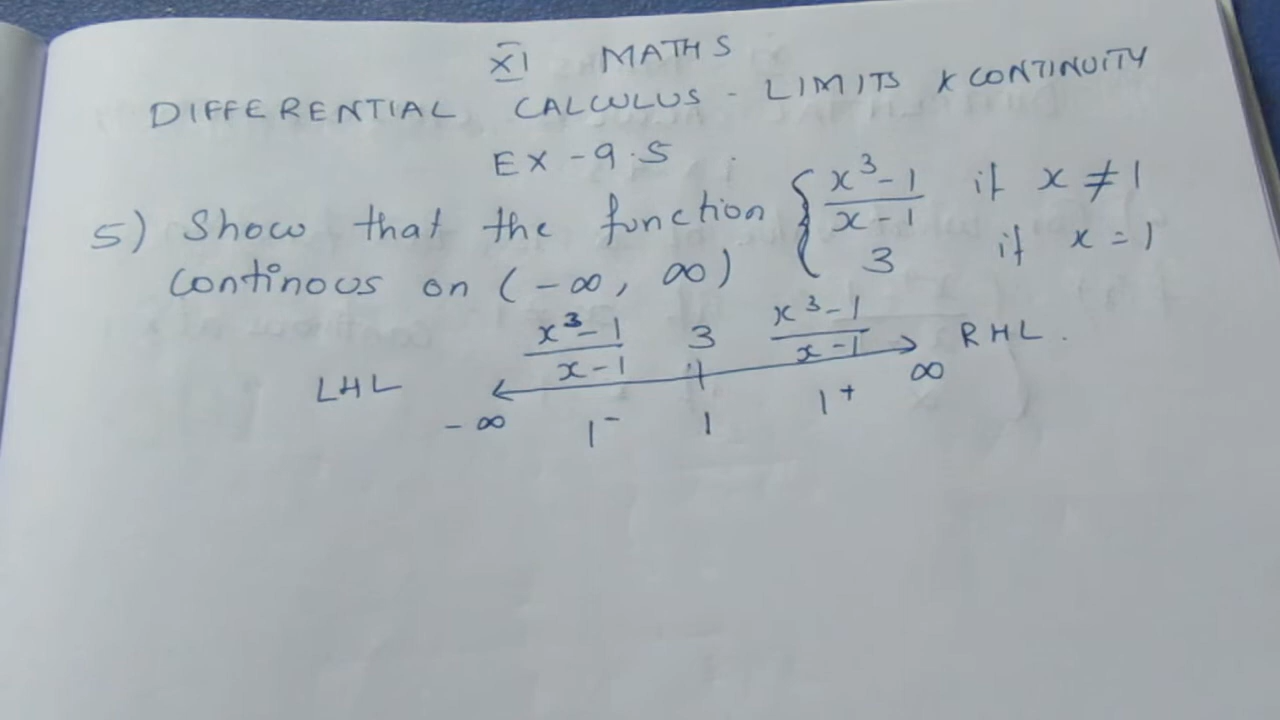 XI MATHS
DIFFERENTIAL CALCULUS - LIMITS & CONTINUITY
EX - 9.5
5) Show that the function { x³-1 / x-1 if x ≠ 1
continous on (-∞, ∞) 3 if x = 1
LHL x³-1 / x-1 3 x³-1 / x-1 RHL.
-∞ 1⁻ 1 1⁺ ∞